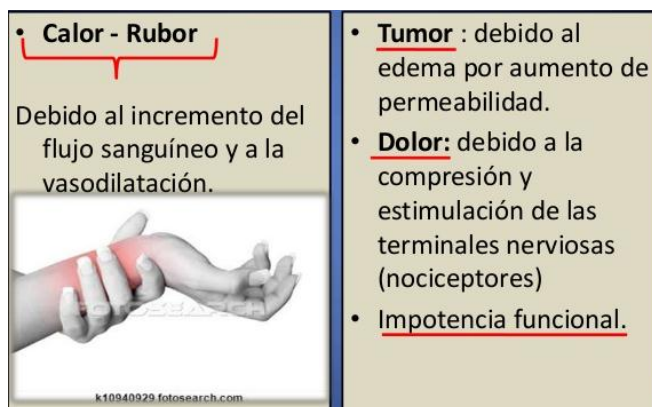 • Calor - Rubor
Debido al incremento del
flujo sanguíneo y a la
vasodilatación.
FOTOSEARCH
k10940929 fotosearch.com
• Tumor : debido al
edema por aumento de
permeabilidad.
• Dolor: debido a la
compresión y
estimulación de las
terminales nerviosas
(nociceptores)
• Impotencia funcional.